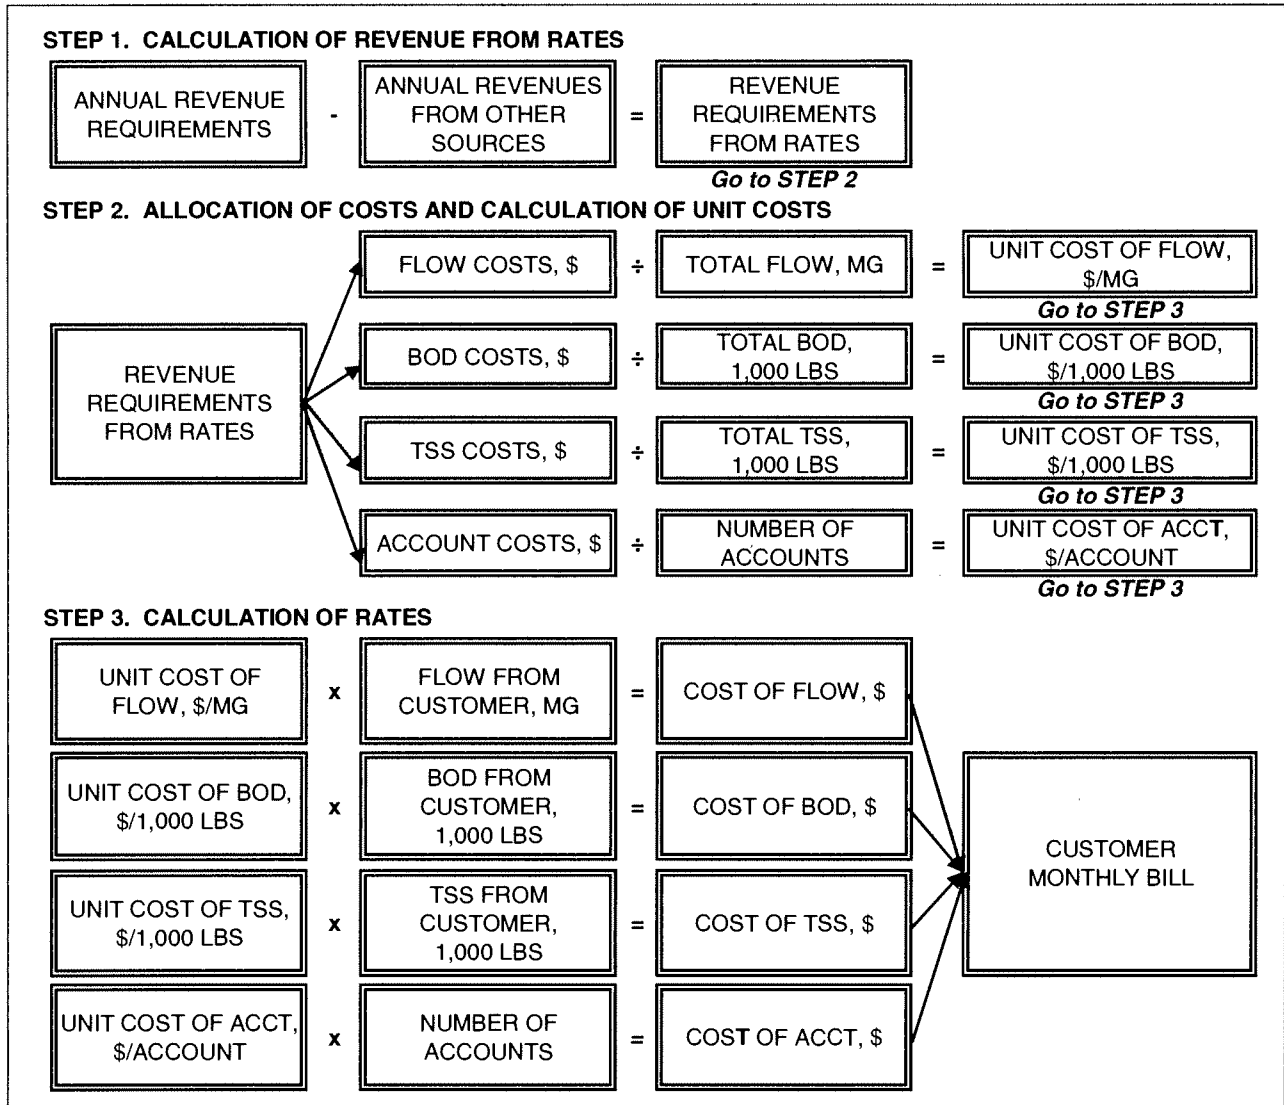 STEP 1. CALCULATION OF REVENUE FROM RATES
ANNUAL REVENUE
REQUIREMENTS
-
ANNUAL REVENUES
FROM OTHER
SOURCES
=
REVENUE
REQUIREMENTS
FROM RATES
Go to STEP 2
STEP 2. ALLOCATION OF COSTS AND CALCULATION OF UNIT COSTS
REVENUE
REQUIREMENTS
FROM RATES
FLOW COSTS, $
÷
TOTAL FLOW, MG
=
UNIT COST OF FLOW,
$/MG
Go to STEP 3
BOD COSTS, $
÷
TOTAL BOD,
1,000 LBS
=
UNIT COST OF BOD,
$/1,000 LBS
Go to STEP 3
TSS COSTS, $
÷
TOTAL TSS,
1,000 LBS
=
UNIT COST OF TSS,
$/1,000 LBS
Go to STEP 3
ACCOUNT COSTS, $
÷
NUMBER OF
ACCOUNTS
=
UNIT COST OF ACCT,
$/ACCOUNT
Go to STEP 3
STEP 3. CALCULATION OF RATES
UNIT COST OF
FLOW, $/MG
x
FLOW FROM
CUSTOMER, MG
=
COST OF FLOW, $
UNIT COST OF BOD,
$/1,000 LBS
x
BOD FROM
CUSTOMER,
1,000 LBS
=
COST OF BOD, $
UNIT COST OF TSS,
$/1,000 LBS
x
TSS FROM
CUSTOMER,
1,000 LBS
=
COST OF TSS, $
UNIT COST OF ACCT,
$/ACCOUNT
x
NUMBER OF
ACCOUNTS
=
COST OF ACCT, $
CUSTOMER
MONTHLY BILL